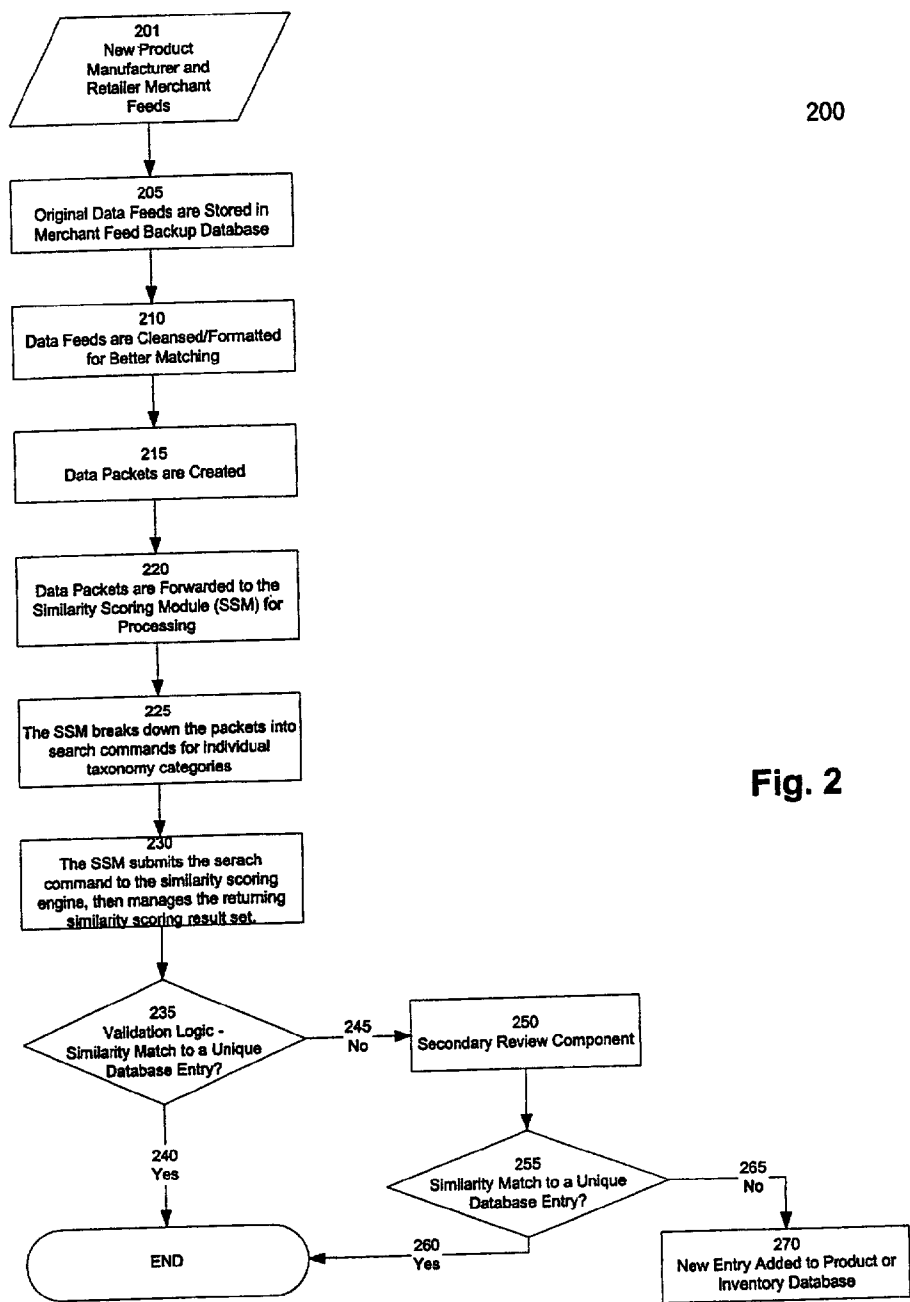 201
New Product
Manufacturer and
Retailer Merchant
Feeds
200
205
Original Data Feeds are Stored in
Merchant Feed Backup Database
210
Data Feeds are Cleansed/Formatted
for Better Matching
215
Data Packets are Created
220
Data Packets are Forwarded to the
Similarity Scoring Module (SSM) for
Processing
225
The SSM breaks down the packets into
search commands for individual
taxonomy categories
Fig. 2
230
The SSM submits the serach
command to the similarity scoring
engine, then manages the returning
similarity scoring result set.
235
Validation Logic -
Similarity Match to a Unique
Database Entry?
245
No
250
Secondary Review Component
240
Yes
255
Similarity Match to a Unique
Database Entry?
265
No
260
Yes
END
270
New Entry Added to Product or
Inventory Database